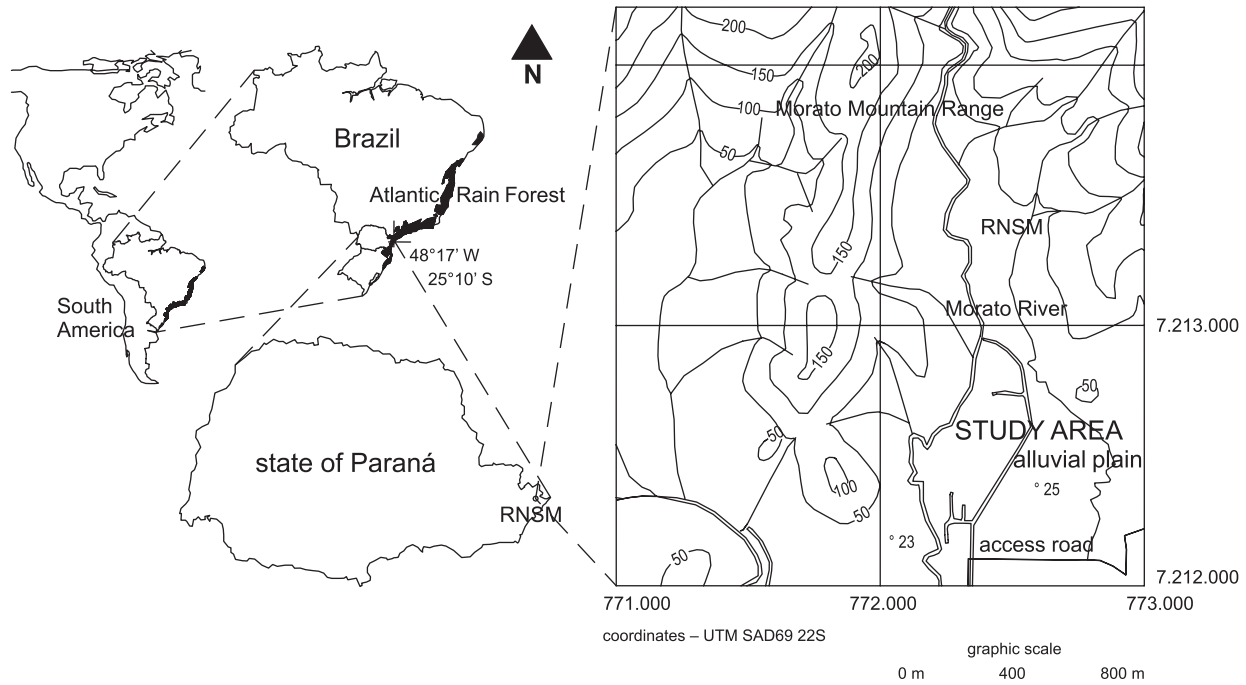 N
Brazil
Atlantic Rain Forest
48°17' W
25°10' S
South
America
state of Paraná
RNSM
200
200
150
100
Morato Mountain Range
50
RNSM
150
Morato River
7.213.000
150
50
50
STUDY AREA
alluvial plain
100
° 25
50
° 23
access road
50
7.212.000
771.000
772.000
773.000
coordinates – UTM SAD69 22S
graphic scale
0 m 400 800 m